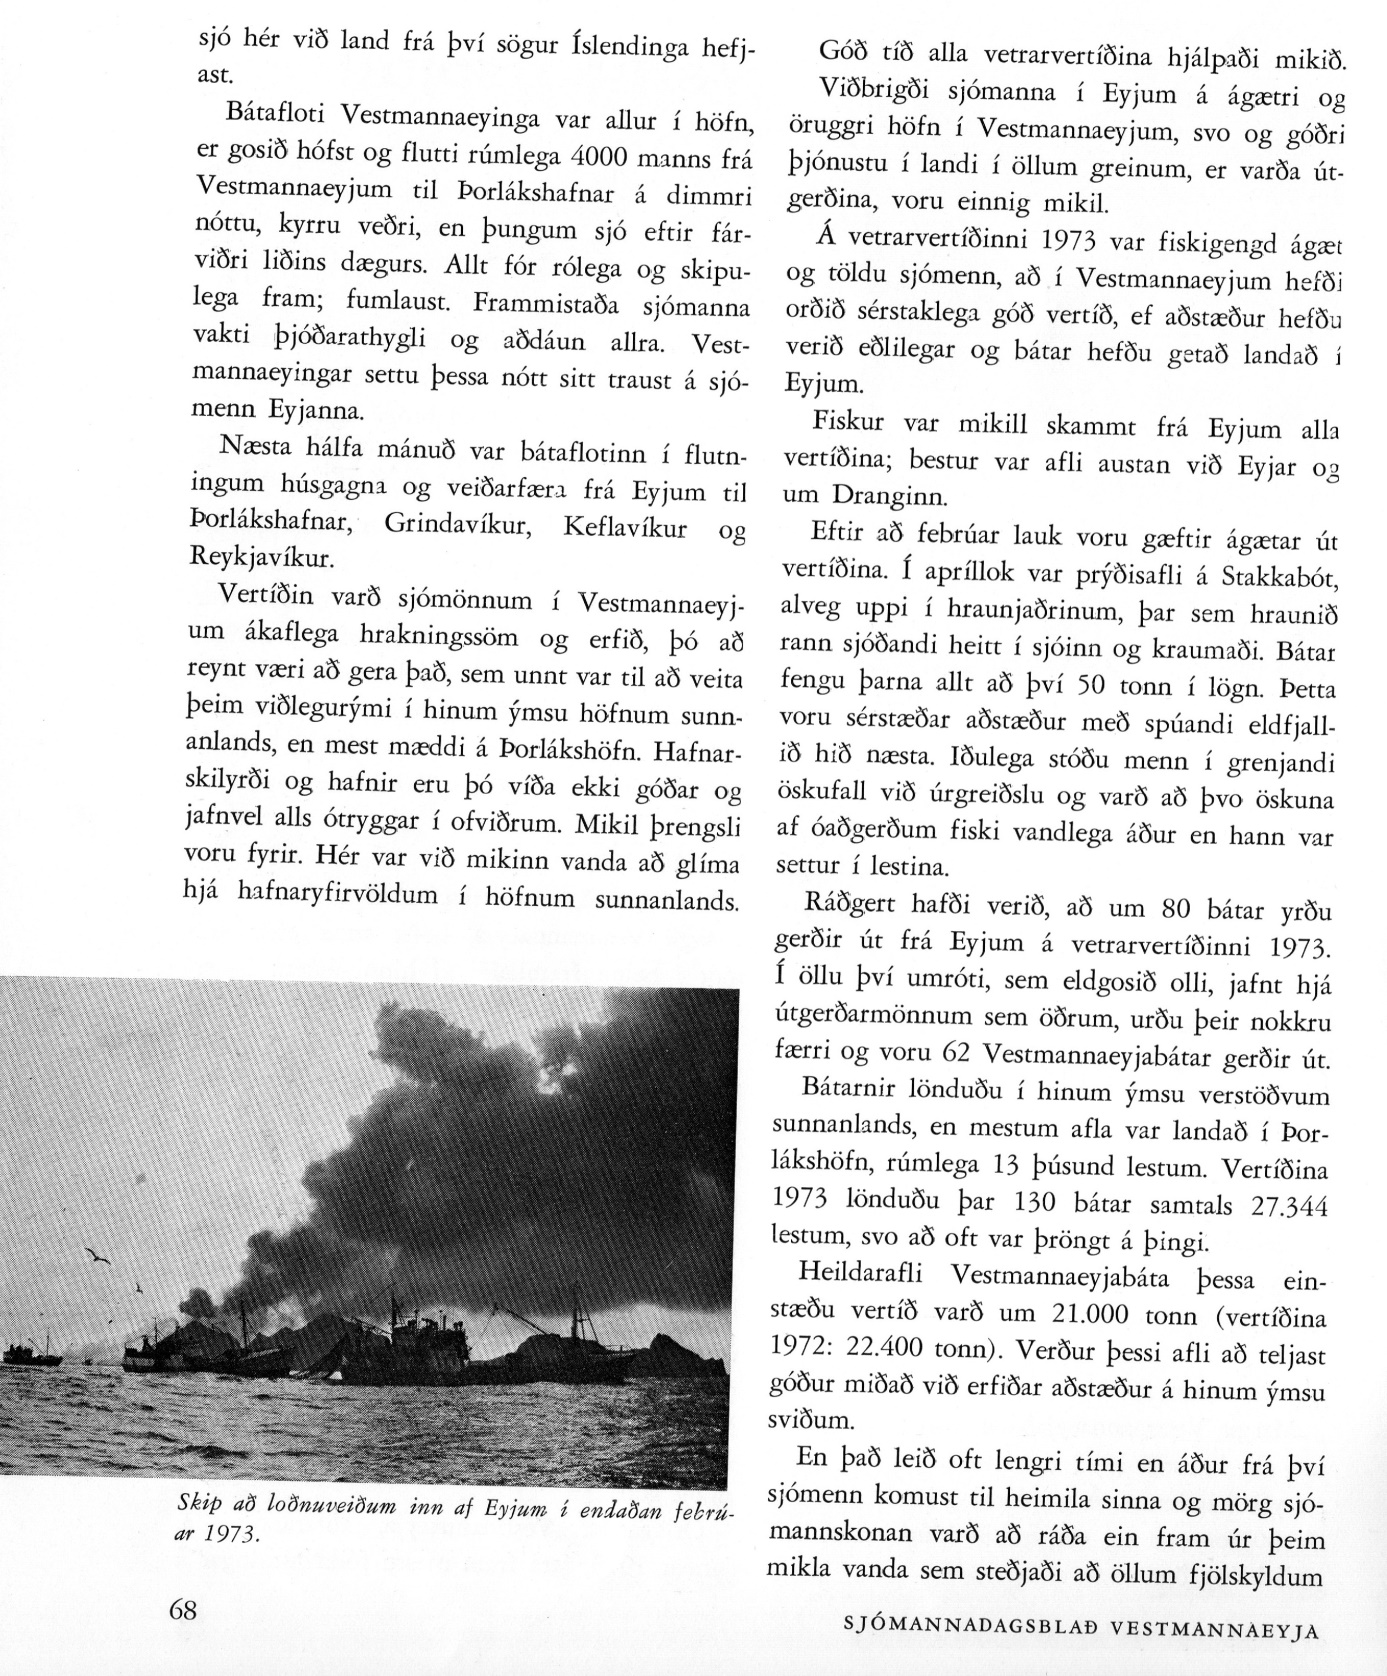 sjó hér við land frá því sögur Íslendinga hefj-
ast.
Bátafloti Vestmannaeyinga var allur í höfn,
er gosið hófst og flutti rúmlega 4000 manns frá
Vestmannaeyjum til Þorlákshafnar á dimmri
nóttu, kyrru veðri, en þungum sjó eftir fár-
viðri liðins dægurs. Allt fór rólega og skipu-
lega fram; fumlaust. Frammistaða sjómanna
vakti þjóðarathygli og aðdáun allra. Vest-
mannaeyingar settu þessa nótt sitt traust á sjó-
menn Eyjanna.
Næsta hálfa mánuð var bátaflotinn í flutn-
ingum húsgagna og veiðarfæra frá Eyjum til
Þorlákshafnar, Grindavíkur, Keflavíkur og
Reykjavíkur.
Vertíðin varð sjómönnum í Vestmannaeyj-
um ákaflega hrakningssöm og erfið, þó að
reynt væri að gera það, sem unnt var til að veita
þeim viðlegurými í hinum ýmsu höfnum sunn-
anlands, en mest mæddi á Þorlákshöfn. Hafnar-
skilyrði og hafnir eru þó víða ekki góðar og
jafnvel alls ótryggar í ofviðrum. Mikil þrengsli
voru fyrir. Hér var við mikinn vanda að glíma
hjá hafnaryfirvöldum í höfnum sunnanlands.
Skip að loðnuveiðum inn af Eyjum í endaðan febrú-
ar 1973.
Góð tíð alla vetrarvertíðina hjálpaði mikið.
Viðbrigði sjómanna í Eyjum á ágætri og
öruggri höfn í Vestmannaeyjum, svo og góðri
þjónustu í landi í öllum greinum, er varða út-
gerðina, voru einnig mikil.
Á vetrarvertíðinni 1973 var fiskigengd ágæt
og töldu sjómenn, að í Vestmannaeyjum hefði
orðið sérstaklega góð vertíð, ef aðstæður hefðu
verið eðlilegar og bátar hefðu getað landað í
Eyjum.
Fiskur var mikill skammt frá Eyjum alla
vertíðina; bestur var afli austan við Eyjar og
um Dranginn.
Eftir að febrúar lauk voru gæftir ágætar út
vertíðina. Í apríllok var prýðisafli á Stakkabót,
alveg uppi í hraunjaðrinum, þar sem hraunið
rann sjóðandi heitt í sjóinn og kraumaði. Bátar
fengu þarna allt að því 50 tonn í lögn. Þetta
voru sérstæðar aðstæður með spúandi eldfjall-
ið hið næsta. Iðulega stóðu menn í grenjandi
öskufall við úrgreiðslu og varð að þvo öskuna
af óaðgerðum fiski vandlega áður en hann var
settur í lestina.
Ráðgert hafði verið, að um 80 bátar yrðu
gerðir út frá Eyjum á vetrarvertíðinni 1973.
Í öllu því umróti, sem eldgosið olli, jafnt hjá
útgerðarmönnum sem öðrum, urðu þeir nokkru
færri og voru 62 Vestmannaeyjabátar gerðir út.
Bátarnir lönduðu í hinum ýmsu verstöðvum
sunnanlands, en mestum afla var landað í Þor-
lákshöfn, rúmlega 13 þúsund lestum. Vertíðina
1973 lönduðu þar 130 bátar samtals 27.344
lestum, svo að oft var þröngt á þingi.
Heildarafli Vestmannaeyjabáta þessa ein-
stæðu vertíð varð um 21.000 tonn (vertíðina
1972: 22.400 tonn). Verður þessi afli að teljast
góður miðað við erfiðar aðstæður á hinum ýmsu
sviðum.
En það leið oft lengri tími en áður frá því
sjómenn komust til heimila sinna og mörg sjó-
mannskonan varð að ráða ein fram úr þeim
mikla vanda sem steðjaði að öllum fjölskyldum
68
SJÓMANNADAGSBLAÐ VESTMANNAEYJA